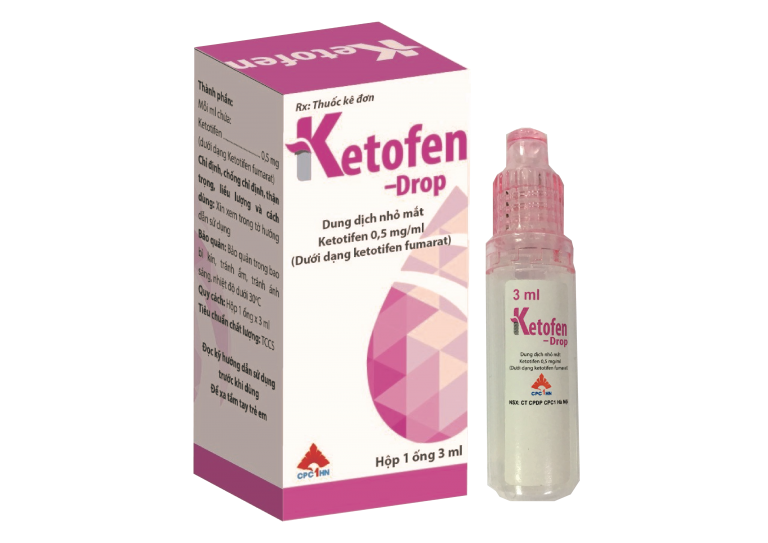 Ketofen
Thành phần:
Mỗi ml chứa:
Ketotifen ................... 0,5 mg
(dưới dạng Ketotifen fumarat)
Chỉ định, chống chỉ định, thận
trọng, liều lượng và cách
dùng: Xin xem trong tờ hướng
dẫn sử dụng
Bảo quản: Bảo quản trong bao
bì kín, tránh ẩm, tránh ánh
sáng, nhiệt độ dưới 30°C
Quy cách: Hộp 1 ống x 3 ml
Tiêu chuẩn chất lượng: TCCS
Đọc kỹ hướng dẫn sử dụng
trước khi dùng
Để xa tầm tay trẻ em
Rx: Thuốc kê đơn
Ketofen
–Drop
Dung dịch nhỏ mắt
Ketotifen 0,5 mg/ml
(Dưới dạng ketotifen fumarat)
CPC1HN
Hộp 1 ống 3 ml
3 ml
Ketofen
–Drop
Dung dịch nhỏ mắt
Ketotifen 0,5 mg/ml
(Dưới dạng ketotifen fumarat)
CPC1HN
NSX: CT CPDP CPC1 Hà Nội